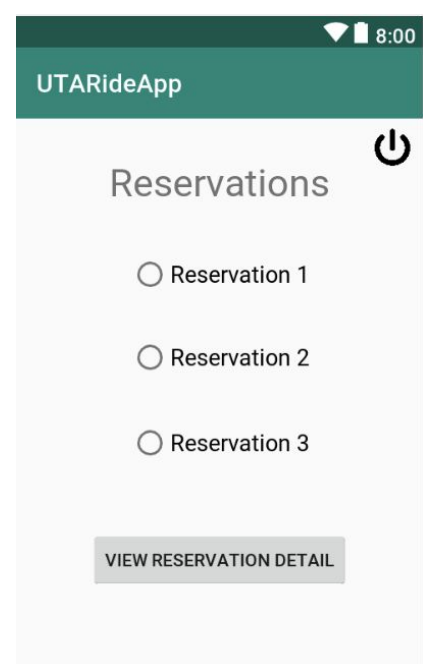 8:00
UTARideApp
Reservations
Reservation 1
Reservation 2
Reservation 3
VIEW RESERVATION DETAIL